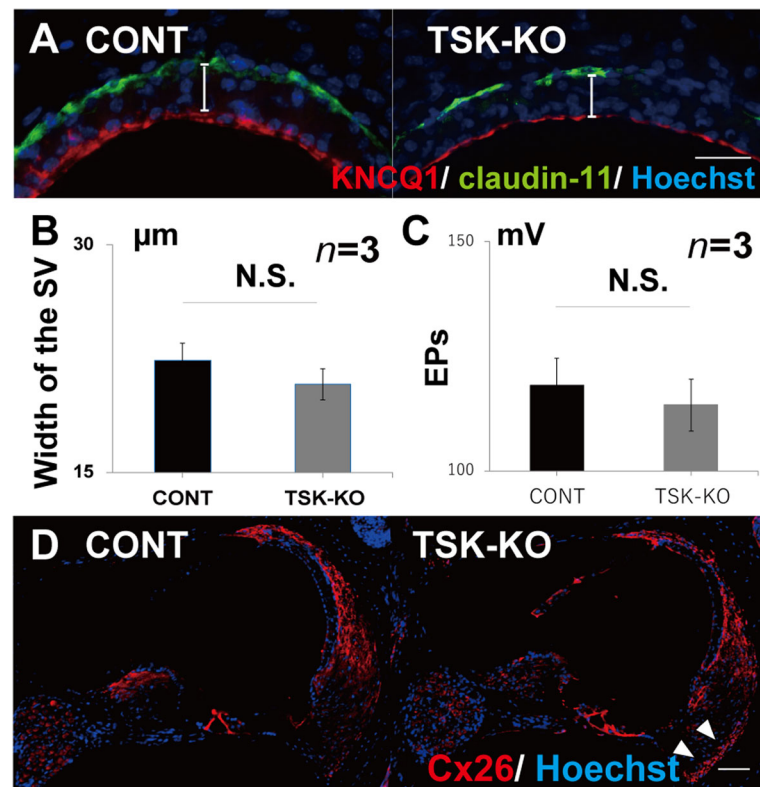 A CONT TSK-KO
KNCQ1/ claudin-11/ Hoechst
B µm n=3
30
N.S.
Width of the SV
15
CONT TSK-KO
C mV n=3
150
N.S.
EPs
100
CONT TSK-KO
D CONT TSK-KO
Cx26/ Hoechst